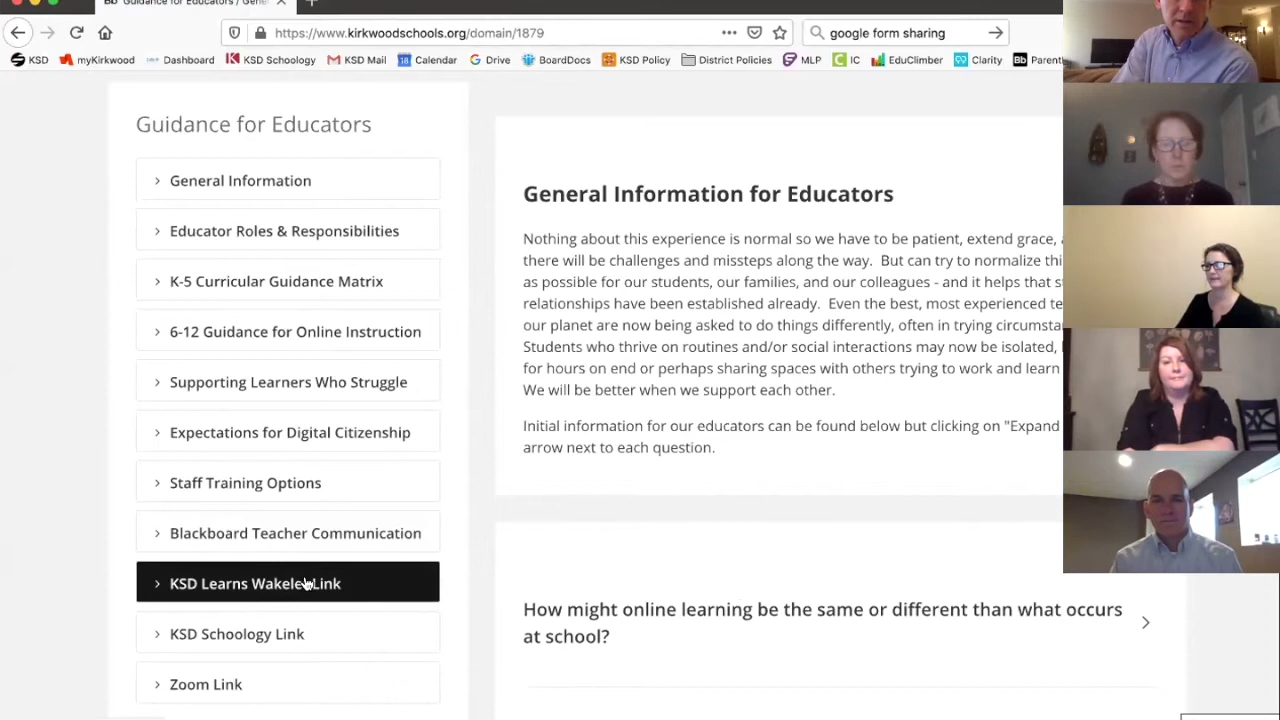 Guidance for Educators / Gene
https://www.kirkwoodschools.org/domain/1879
google form sharing
KSD myKirkwood Dashboard KSD Schoology KSD Mail Calendar Drive BoardDocs KSD Policy District Policies MLP IC EduClimber Clarity Parent
Guidance for Educators
General Information
Educator Roles & Responsibilities
K-5 Curricular Guidance Matrix
6-12 Guidance for Online Instruction
Supporting Learners Who Struggle
Expectations for Digital Citizenship
Staff Training Options
Blackboard Teacher Communication
KSD Learns Wakelet Link
KSD Schoology Link
Zoom Link
General Information for Educators
Nothing about this experience is normal so we have to be patient, extend grace,
there will be challenges and missteps along the way. But can try to normalize thi
as possible for our students, our families, and our colleagues - and it helps that s
relationships have been established already. Even the best, most experienced te
our planet are now being asked to do things differently, often in trying circumsta
Students who thrive on routines and/or social interactions may now be isolated,
for hours on end or perhaps sharing spaces with others trying to work and learn
We will be better when we support each other.
Initial information for our educators can be found below but clicking on "Expand
arrow next to each question.
How might online learning be the same or different than what occurs
at school?